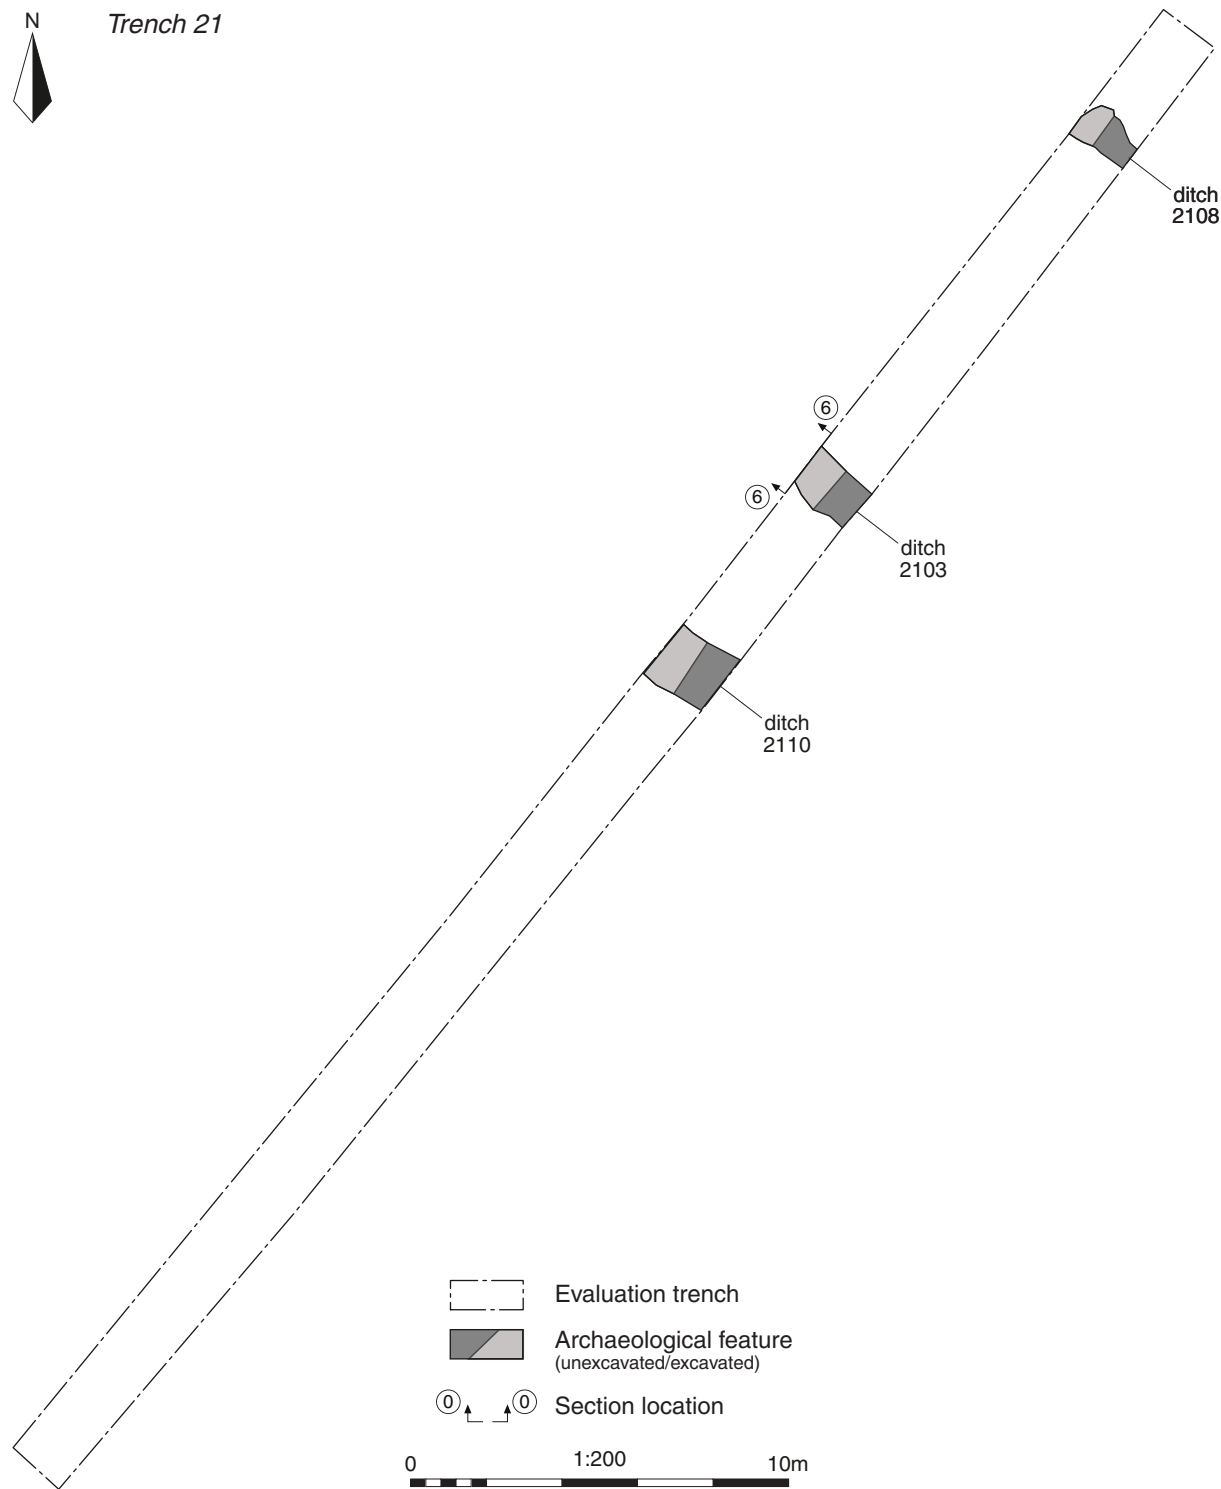 N
Trench 21
ditch
2108
6
6
ditch
2103
ditch
2110
Evaluation trench
Archaeological feature
(unexcavated/excavated)
0 0 Section location
0 1:200 10m